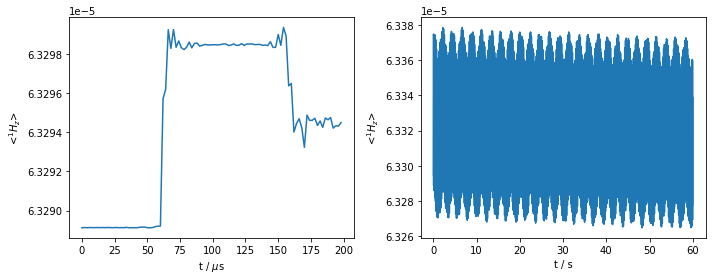 1e−5
6.3298
6.3296
6.3294
6.3292
6.3290
<¹H_z>
0 25 50 75 100 125 150 175 200
t / μs
1e−5
6.338
6.336
6.334
6.332
6.330
6.328
6.326
<¹H_z>
0 10 20 30 40 50 60
t / s